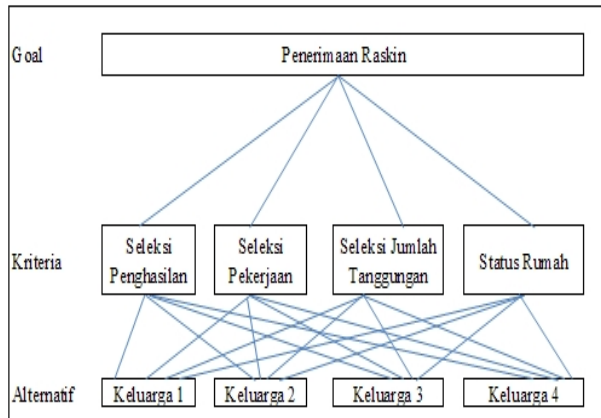 Goal
Penerimaan Raskin
Kriteria
Seleksi
Penghasilan
Seleksi
Pekerjaan
Seleksi Jumlah
Tanggungan
Status Rumah
Alternatif
Keluarga 1
Keluarga 2
Keluarga 3
Keluarga 4